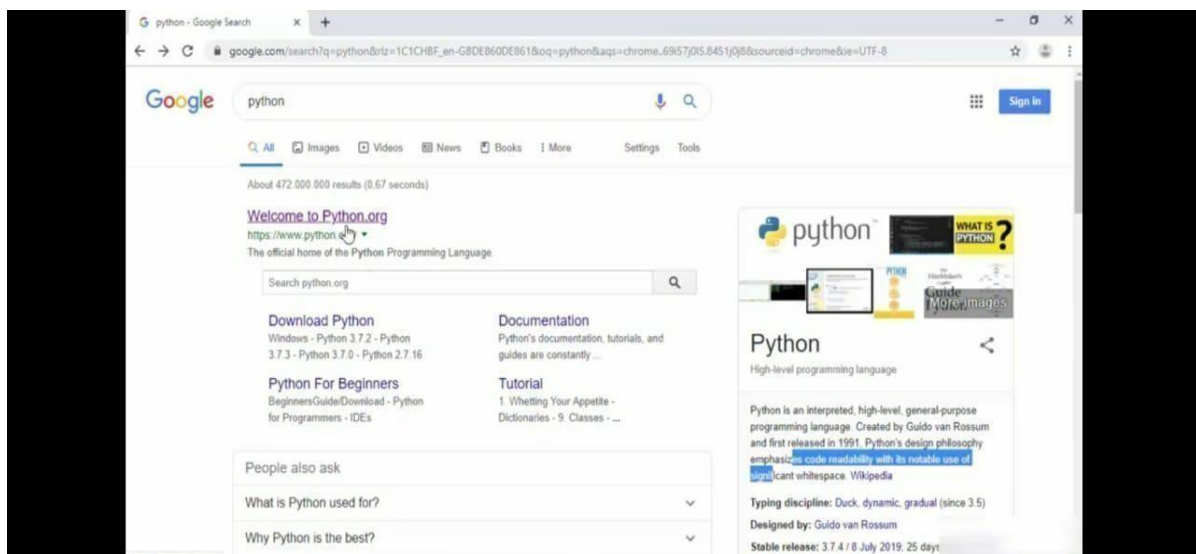 python - Google Search
google.com/search?q=python&rlz=1C1CHBF_en-GBDE860DE861&oq=python&aqs=chrome..69i57j0l5.8451j0j8&sourceid=chrome&ie=UTF-8
Google
python
Sign in
All Images Videos News Books More Settings Tools
About 472.000.000 results (0,67 seconds)
Welcome to Python.org
https://www.python.
The official home of the Python Programming Language.
Search python.org
Download Python
Windows - Python 3.7.2 - Python
3.7.3 - Python 3.7.0 - Python 2.7.16
Documentation
Python's documentation, tutorials, and
guides are constantly ...
Python For Beginners
BeginnersGuide/Download - Python
for Programmers - IDEs
Tutorial
1. Whetting Your Appetite -
Dictionaries - 9. Classes - ...
People also ask
What is Python used for?
Why Python is the best?
python
WHAT IS
PYTHON ?
PYTHON
Guide
More images
Python
High-level programming language
Python is an interpreted, high-level, general-purpose
programming language. Created by Guido van Rossum
and first released in 1991, Python's design philosophy
emphasizes code readability with its notable use of
significant whitespace. Wikipedia
Typing discipline: Duck, dynamic, gradual (since 3.5)
Designed by: Guido van Rossum
Stable release: 3.7.4 / 8 July 2019; 25 days